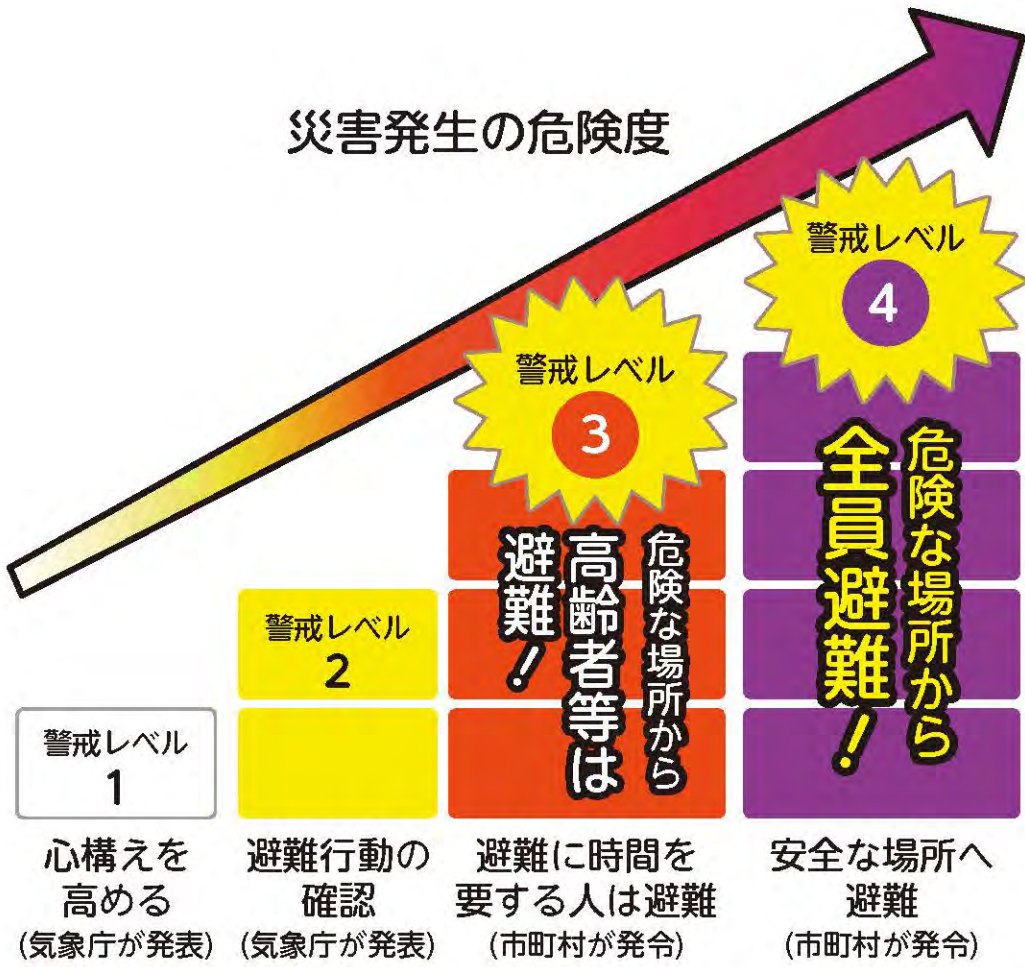 災害発生の危険度
警戒レベル
1
心構えを
高める
(気象庁が発表)
警戒レベル
2
避難行動の
確認
(気象庁が発表)
警戒レベル
3
危険な場所から
高齢者等は
避難!
避難に時間を
要する人は避難
(市町村が発令)
警戒レベル
4
危険な場所から
全員避難!
安全な場所へ
避難
(市町村が発令)